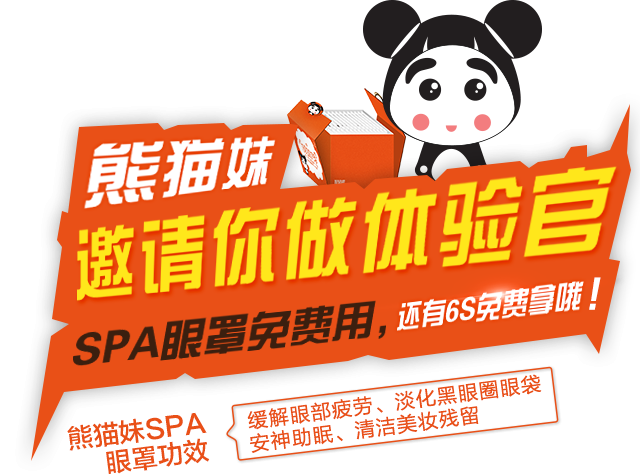 熊猫妹
邀请你做体验官
SPA眼罩免费用，还有6S免费拿哦！
熊猫妹SPA
眼罩功效
缓解眼部疲劳、淡化黑眼圈眼袋
安神助眠、清洁美妆残留